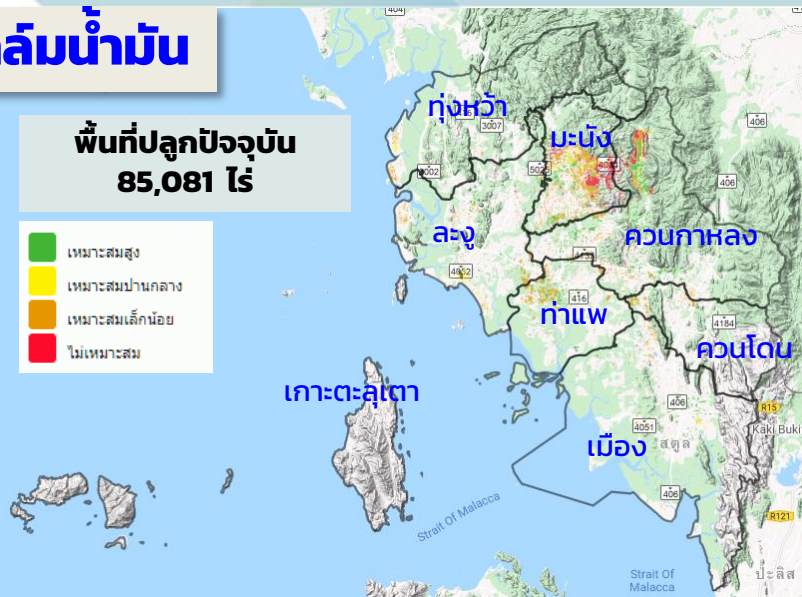 ล์มน้ำมัน
พื้นที่ปลูกปัจจุบัน
85,081 ไร่
เหมาะสมสูง
เหมาะสมปานกลาง
เหมาะสมเล็กน้อย
ไม่เหมาะสม
404
ทุ่งหว้า
3007
406
มะนัง
3002
406
ละงู
ควนกาหลง
4052
416
ท่าแพ
4184
ควนโดน
เกาะตะลุเตา
406
R15
4051
Kaki Buki
เมือง
สตูล
406
Strait Of Malacca
R121
Strait Of
Malacca
ปะลิส